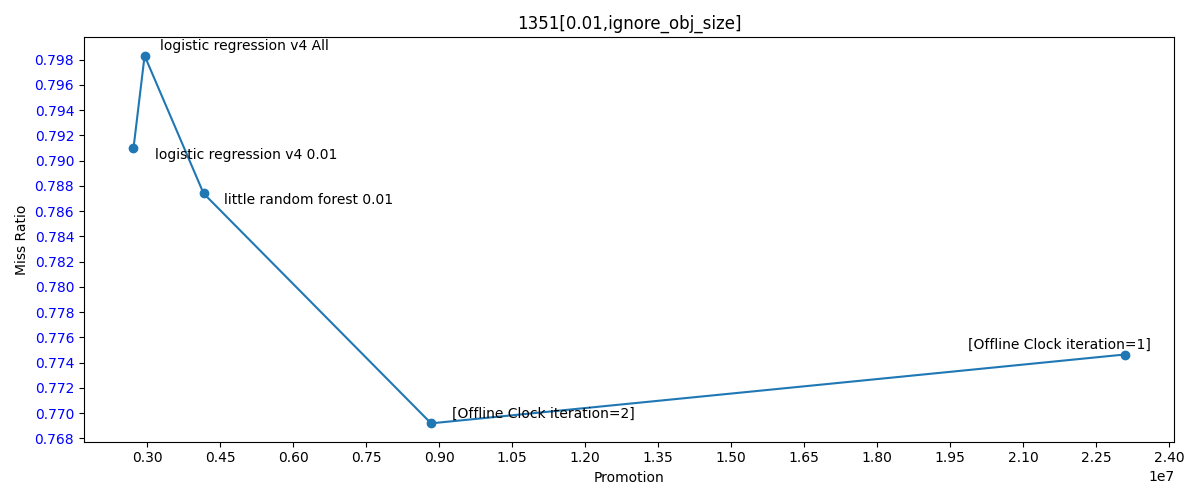 1351[0.01,ignore_obj_size]
logistic regression v4 All
logistic regression v4 0.01
little random forest 0.01
[Offline Clock iteration=1]
[Offline Clock iteration=2]
Miss Ratio
0.798
0.796
0.794
0.792
0.790
0.788
0.786
0.784
0.782
0.780
0.778
0.776
0.774
0.772
0.770
0.768
0.30 0.45 0.60 0.75 0.90 1.05 1.20 1.35 1.50 1.65 1.80 1.95 2.10 2.25 2.40
1e7
Promotion